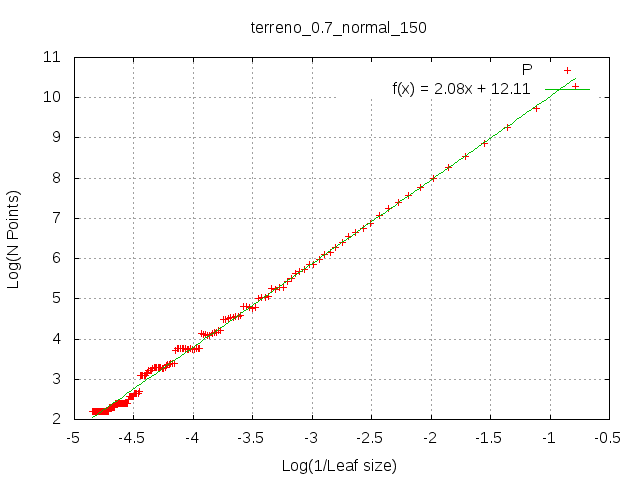 terreno_0.7_normal_150
11
10
9
8
7
6
5
4
3
2
Log(N Points)
P
f(x) = 2.08x + 12.11
-5 -4.5 -4 -3.5 -3 -2.5 -2 -1.5 -1 -0.5
Log(1/Leaf size)